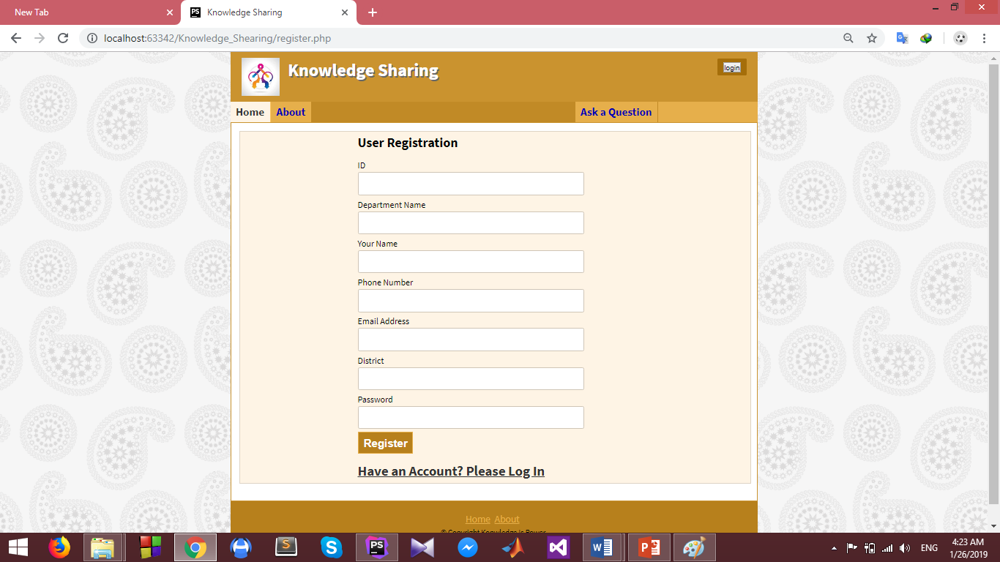 New Tab
Knowledge Sharing
localhost:63342/Knowledge_Shearing/register.php
Knowledge Sharing
login
Home About Ask a Question
User Registration
ID
Department Name
Your Name
Phone Number
Email Address
District
Password
Register
Have an Account? Please Log In
Home About
© Copyright Knowledge Is Power
ENG
4:23 AM
1/26/2019